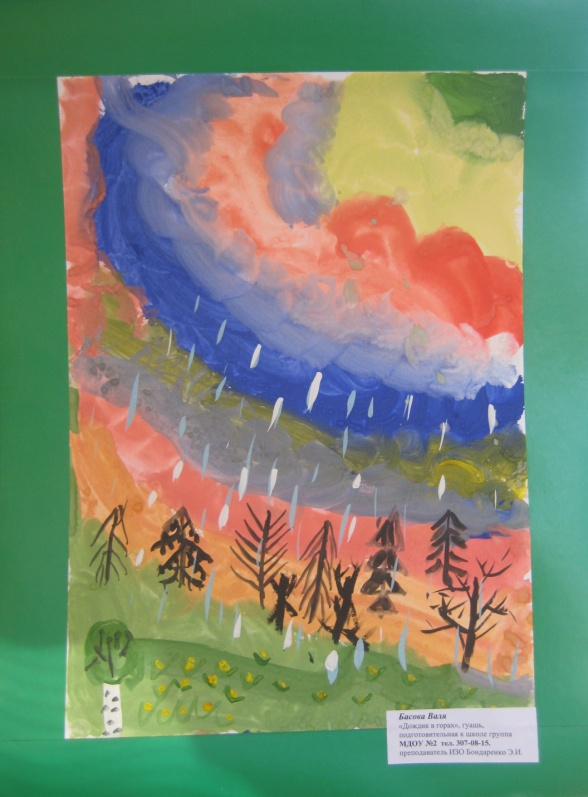 Басова Валя
«Дождик в горах», гуашь,
подготовительная к школе группа
МДОУ №2 тел. 307-08-15,
преподаватель ИЗО Бондаренко Э.И.